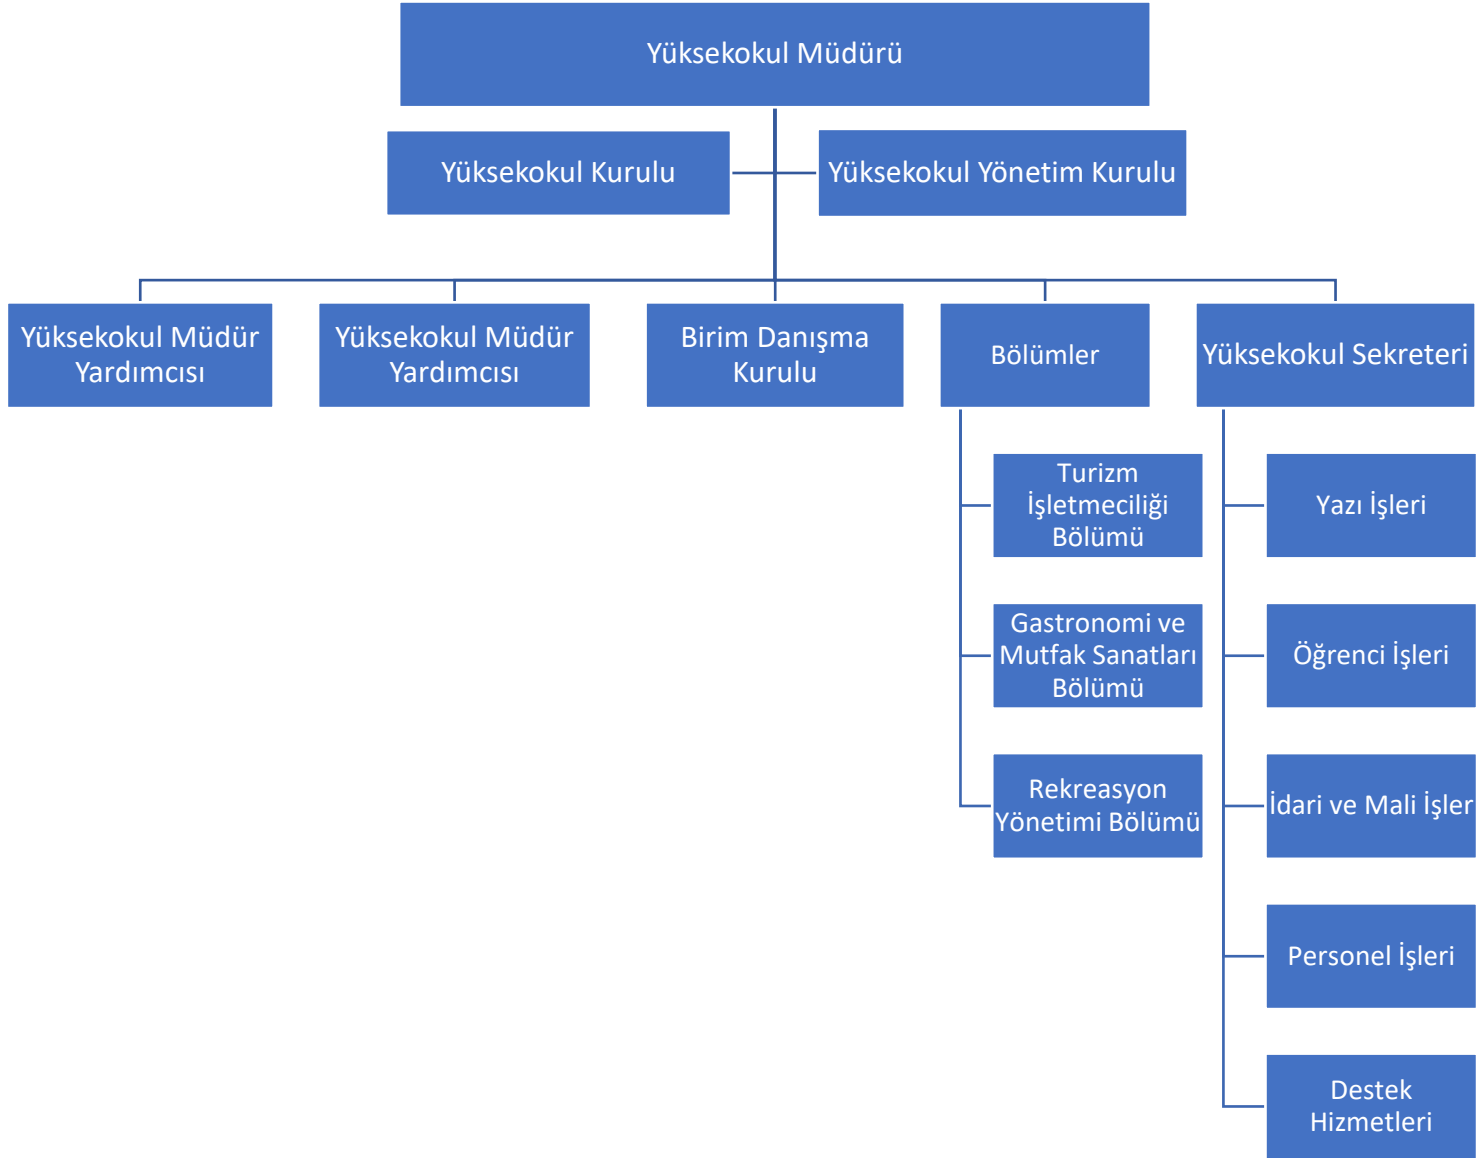 Yüksekokul Müdürü
Yüksekokul Kurulu
Yüksekokul Yönetim Kurulu
Yüksekokul Müdür
Yardımcısı
Yüksekokul Müdür
Yardımcısı
Birim Danışma
Kurulu
Bölümler
Yüksekokul Sekreteri
Turizm
İşletmeciliği
Bölümü
Gastronomi ve
Mutfak Sanatları
Bölümü
Rekreasyon
Yönetimi Bölümü
Yazı İşleri
Öğrenci İşleri
İdari ve Mali İşler
Personel İşleri
Destek
Hizmetleri